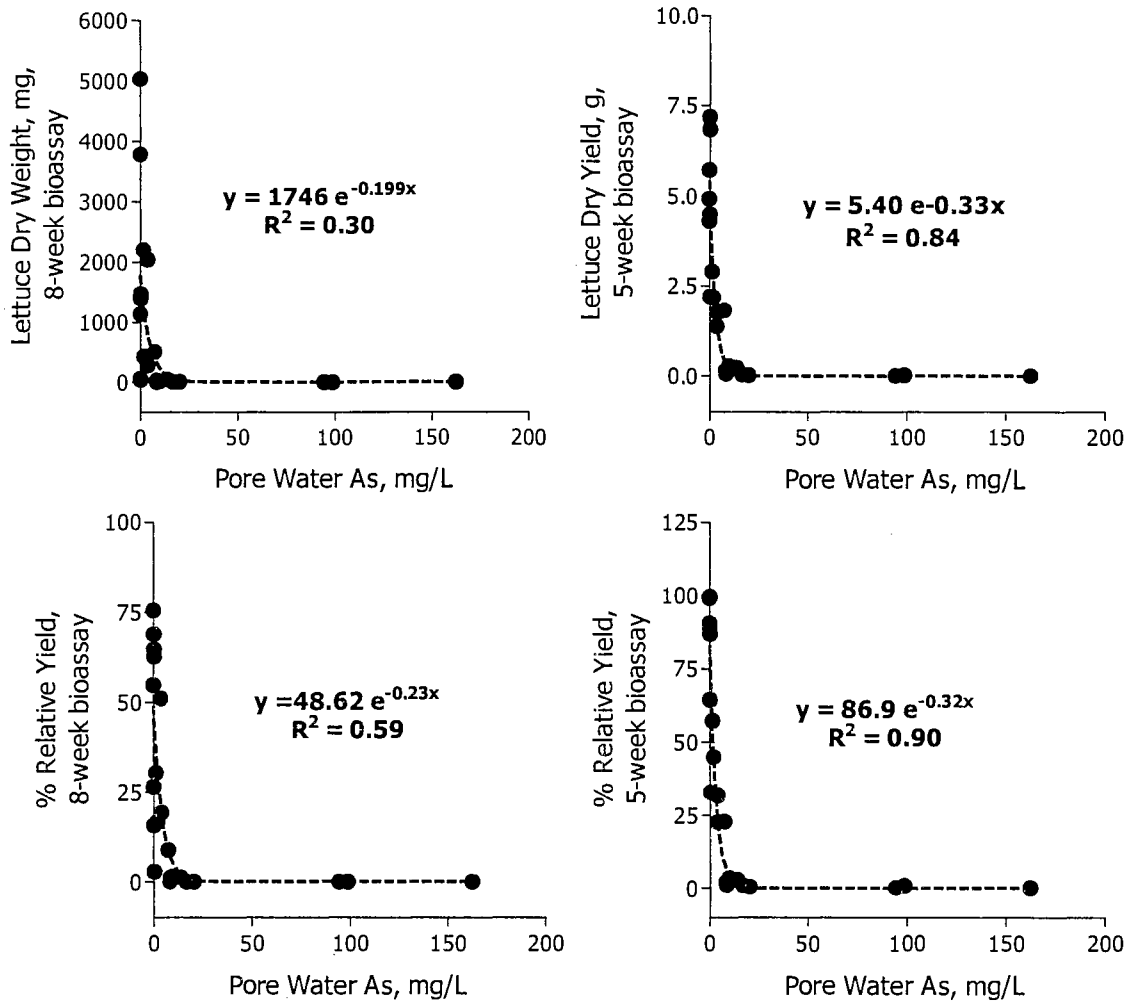 6000
5000
4000
3000
2000
1000
0
Lettuce Dry Weight, mg,
8-week bioassay
y = 1746 e^-0.199x
R² = 0.30
0 50 100 150 200
Pore Water As, mg/L
10.0
7.5
5.0
2.5
0.0
Lettuce Dry Yield, g,
5-week bioassay
y = 5.40 e-0.33x
R² = 0.84
0 50 100 150 200
Pore Water As, mg/L
100
75
50
25
0
% Relative Yield,
8-week bioassay
y =48.62 e^-0.23x
R² = 0.59
0 50 100 150 200
Pore Water As, mg/L
125
100
75
50
25
0
% Relative Yield,
5-week bioassay
y = 86.9 e^-0.32x
R² = 0.90
0 50 100 150 200
Pore Water As, mg/L